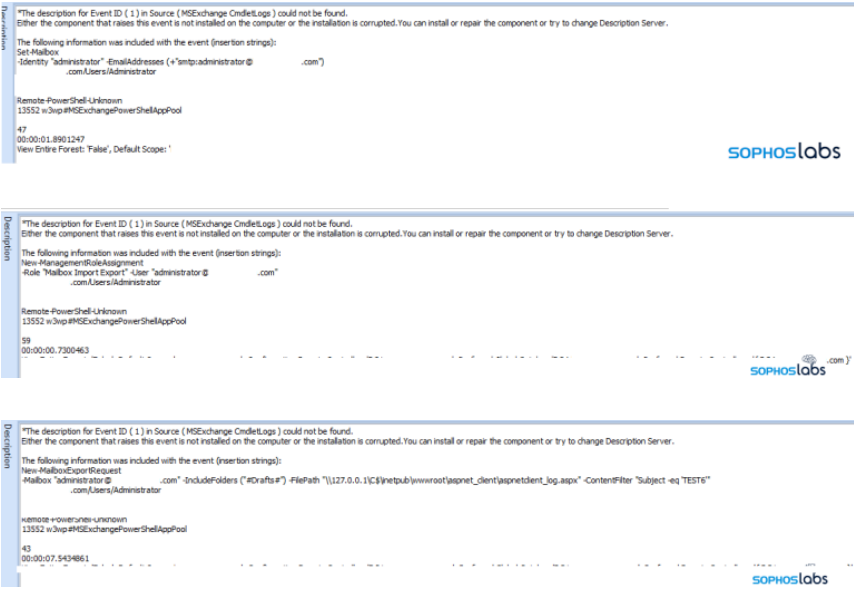 Description
"The description for Event ID ( 1 ) in Source ( MSExchange CmdletLogs ) could not be found.
Either the component that raises this event is not installed on the computer or the installation is corrupted.You can install or repair the component or try to change Description Server.
The following information was included with the event (insertion strings):
Set-Mailbox
-Identity "administrator" -EmailAddresses (+"smtp:administrator@ .com")
.com/Users/Administrator
Remote-PowerShell-Unknown
13552 w3wp#MSExchangePowerShellAppPool
47
00:00:01.8901247
View Entire Forest: 'False', Default Scope: '
SOPHOSLABS
Description
"The description for Event ID ( 1 ) in Source ( MSExchange CmdletLogs ) could not be found.
Either the component that raises this event is not installed on the computer or the installation is corrupted.You can install or repair the component or try to change Description Server.
The following information was included with the event (insertion strings):
New-ManagementRoleAssignment
-Role "Mailbox Import Export" -User "administrator@ .com"
.com/Users/Administrator
Remote-PowerShell-Unknown
13552 w3wp#MSExchangePowerShellAppPool
59
00:00:00.7300463
.com }'
SOPHOSLABS
Description
"The description for Event ID ( 1 ) in Source ( MSExchange CmdletLogs ) could not be found.
Either the component that raises this event is not installed on the computer or the installation is corrupted.You can install or repair the component or try to change Description Server.
The following information was included with the event (insertion strings):
New-MailboxExportRequest
-Mailbox "administrator@ .com" -IncludeFolders ("#Drafts#") -FilePath "\\127.0.0.1\C$\inetpub\wwwroot\aspnet_client\aspnetclient_log.aspx" -ContentFilter "Subject -eq 'TEST6'"
.com/Users/Administrator
Remote-PowerShell-Unknown
13552 w3wp#MSExchangePowerShellAppPool
43
00:00:07.5434861
SOPHOSLABS